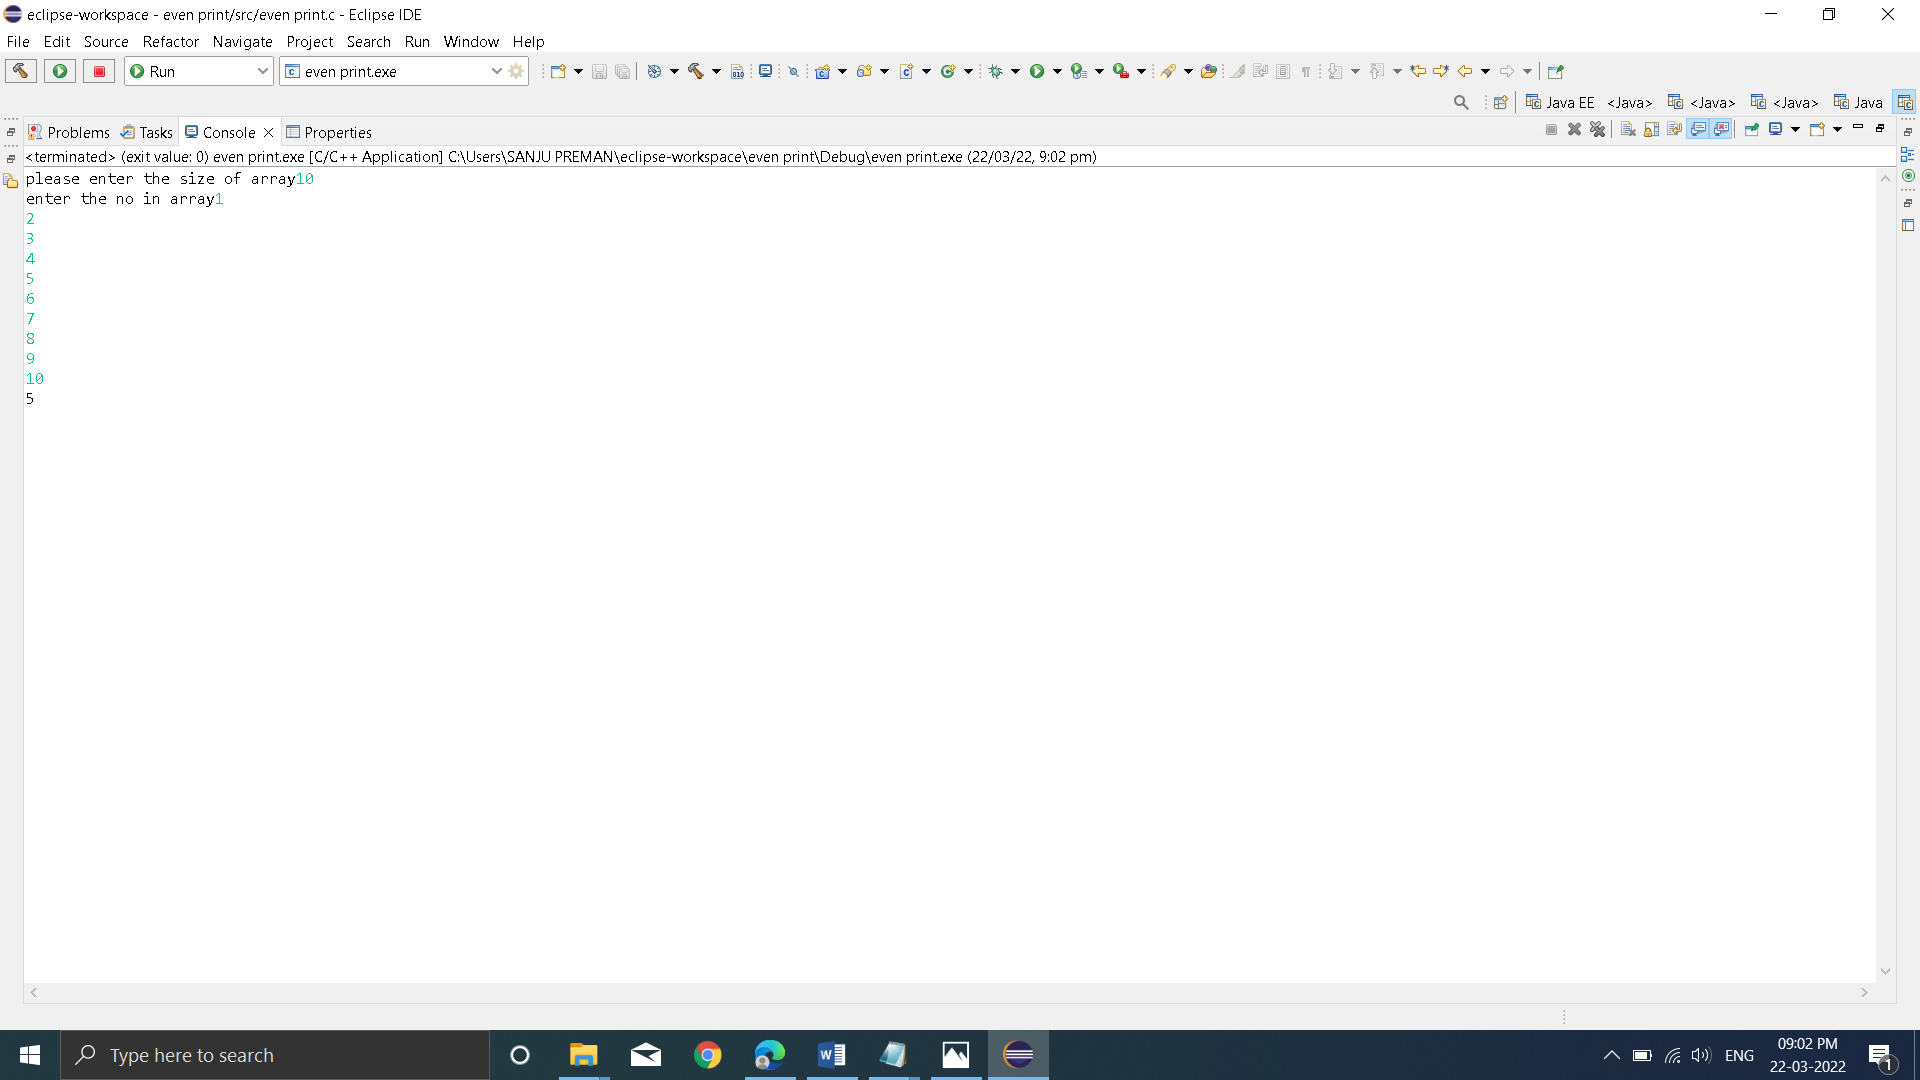 eclipse-workspace - even print/src/even print.c - Eclipse IDE
File Edit Source Refactor Navigate Project Search Run Window Help
Run even print.exe
Java EE <Java> <Java> <Java> Java
Problems Tasks Console Properties
<terminated> (exit value: 0) even print.exe [C/C++ Application] C:\Users\SANJU PREMAN\eclipse-workspace\even print\Debug\even print.exe (22/03/22, 9:02 pm)
please enter the size of array10
enter the no in array1
2
3
4
5
6
7
8
9
10
5
Type here to search
ENG
09:02 PM
22-03-2022
1